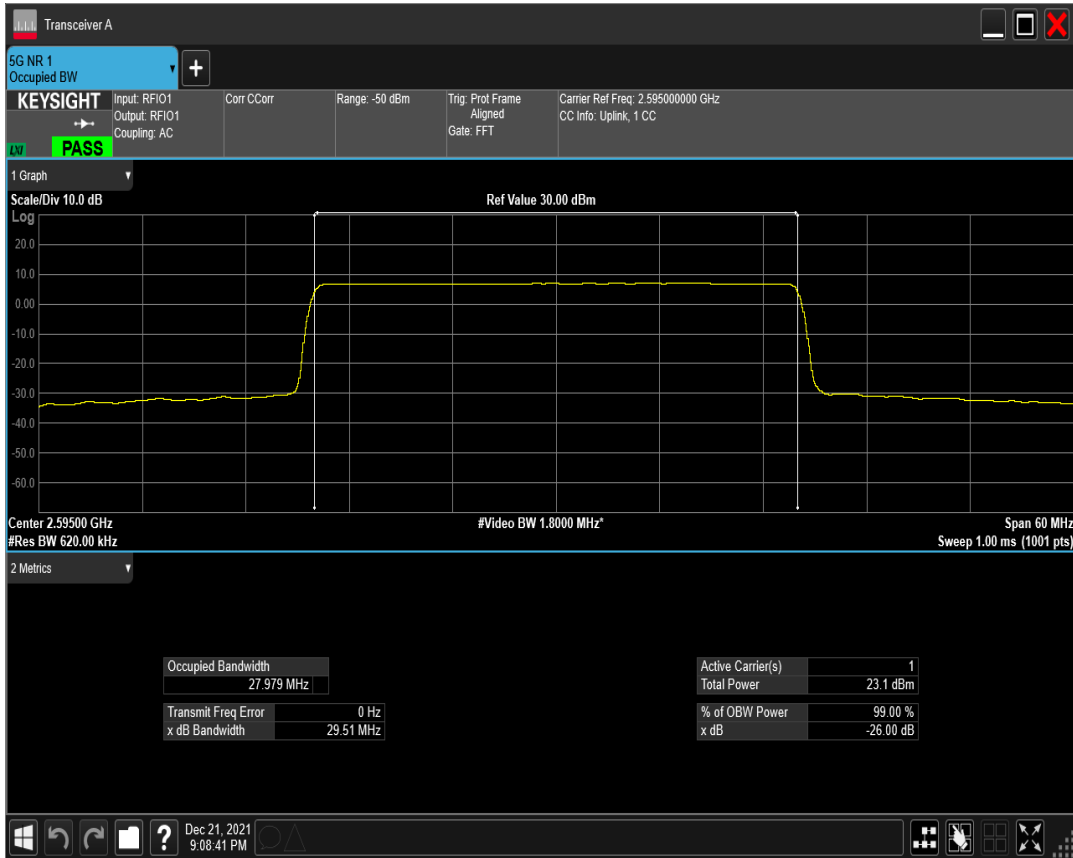 Transceiver A
5G NR 1
Occupied BW
KEYSIGHT
LXI
PASS
Input: RFIO1
Output: RFIO1
Coupling: AC
Corr CCorr
Range: -50 dBm
Trig: Prot Frame
Aligned
Gate: FFT
Carrier Ref Freq: 2.595000000 GHz
CC Info: Uplink, 1 CC
1 Graph
Scale/Div 10.0 dB
Ref Value 30.00 dBm
Log
20.0
10.0
0.00
-10.0
-20.0
-30.0
-40.0
-50.0
-60.0
Center 2.59500 GHz
#Video BW 1.8000 MHz*
Span 60 MHz
#Res BW 620.00 kHz
Sweep 1.00 ms (1001 pts)
2 Metrics
Occupied Bandwidth
27.979 MHz
Transmit Freq Error 0 Hz
x dB Bandwidth 29.51 MHz
Active Carrier(s) 1
Total Power 23.1 dBm
% of OBW Power 99.00 %
x dB -26.00 dB
?
Dec 21, 2021
9:08:41 PM